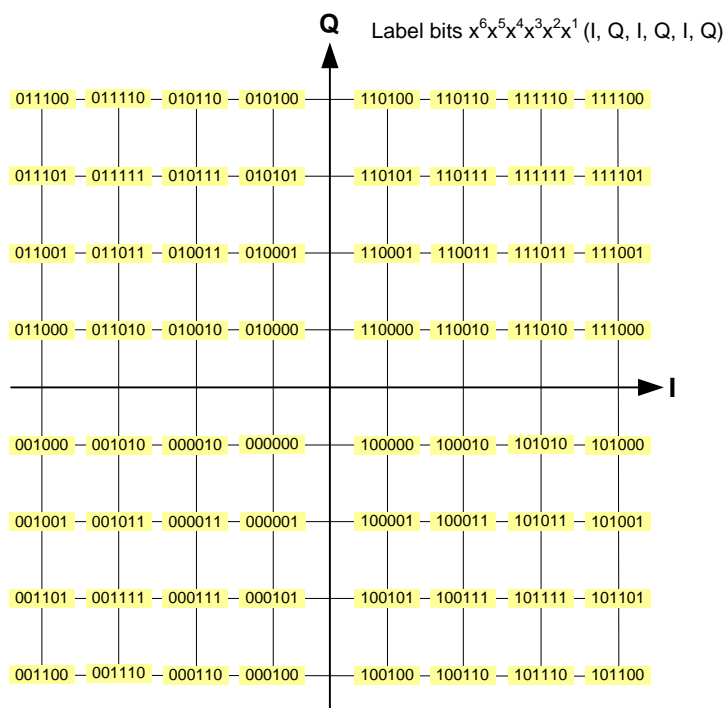 Q
Label bits x⁶x⁵x⁴x³x²x¹ (I, Q, I, Q, I, Q)
011100 011110 010110 010100 110100 110110 111110 111100
011101 011111 010111 010101 110101 110111 111111 111101
011001 011011 010011 010001 110001 110011 111011 111001
011000 011010 010010 010000 110000 110010 111010 111000
I
001000 001010 000010 000000 100000 100010 101010 101000
001001 001011 000011 000001 100001 100011 101011 101001
001101 001111 000111 000101 100101 100111 101111 101101
001100 001110 000110 000100 100100 100110 101110 101100